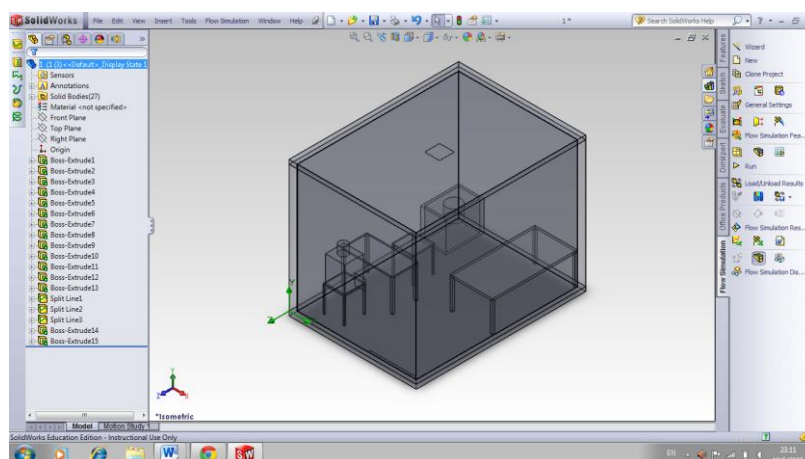 SolidWorks File Edit View Insert Tools Flow Simulation Window Help 1* Search SolidWorks Help
1 (1 (3)<<Default>_Display State 1
Sensors
Annotations
Solid Bodies(27)
Material <not specified>
Front Plane
Top Plane
Right Plane
Origin
Boss-Extrude1
Boss-Extrude2
Boss-Extrude3
Boss-Extrude4
Boss-Extrude5
Boss-Extrude6
Boss-Extrude7
Boss-Extrude8
Boss-Extrude9
Boss-Extrude10
Boss-Extrude11
Boss-Extrude12
Boss-Extrude13
Split Line1
Split Line2
Split Line3
Boss-Extrude14
Boss-Extrude15
Y
Z
Y
Z X
*Isometric
Features
Sketch
Evaluate
DimXpert
Office Products
Flow Simulation
Wizard
New
Clone Project
General Settings
Flow Simulation Fea...
Run
Load/Unload Results
Flow Simulation Res...
Flow Simulation Dis...
Model Motion Study 1
SolidWorks Education Edition - Instructional Use Only
EN 23:11